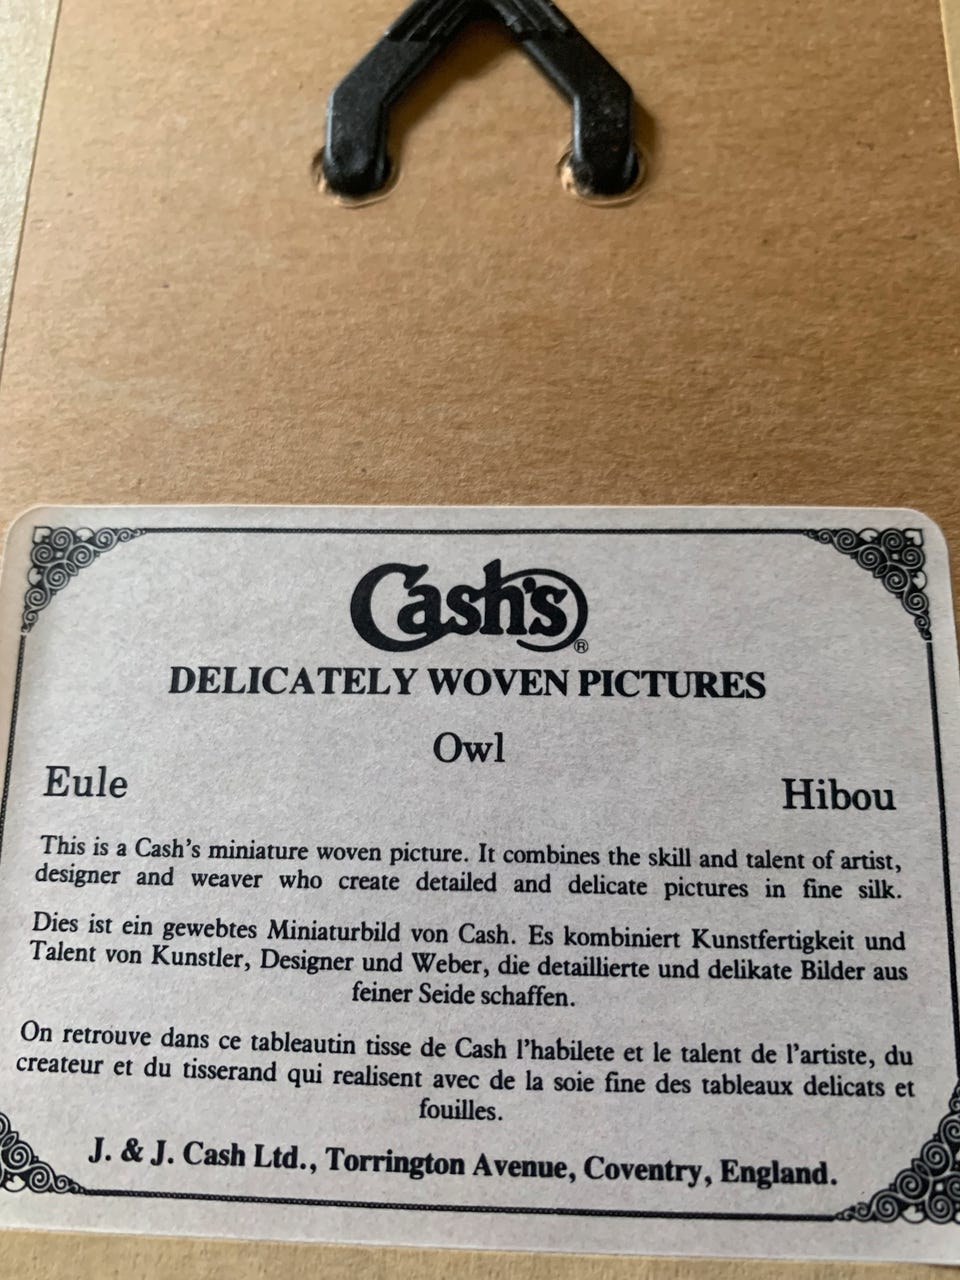 Cash's®
DELICATELY WOVEN PICTURES
Owl
Eule
Hibou
This is a Cash's miniature woven picture. It combines the skill and talent of artist,
designer and weaver who create detailed and delicate pictures in fine silk.
Dies ist ein gewebtes Miniaturbild von Cash. Es kombiniert Kunstfertigkeit und
Talent von Kunstler, Designer und Weber, die detaillierte und delikate Bilder aus
feiner Seide schaffen.
On retrouve dans ce tableautin tisse de Cash l'habilete et le talent de l'artiste, du
createur et du tisserand qui realisent avec de la soie fine des tableaux delicats et
fouilles.
J. & J. Cash Ltd., Torrington Avenue, Coventry, England.